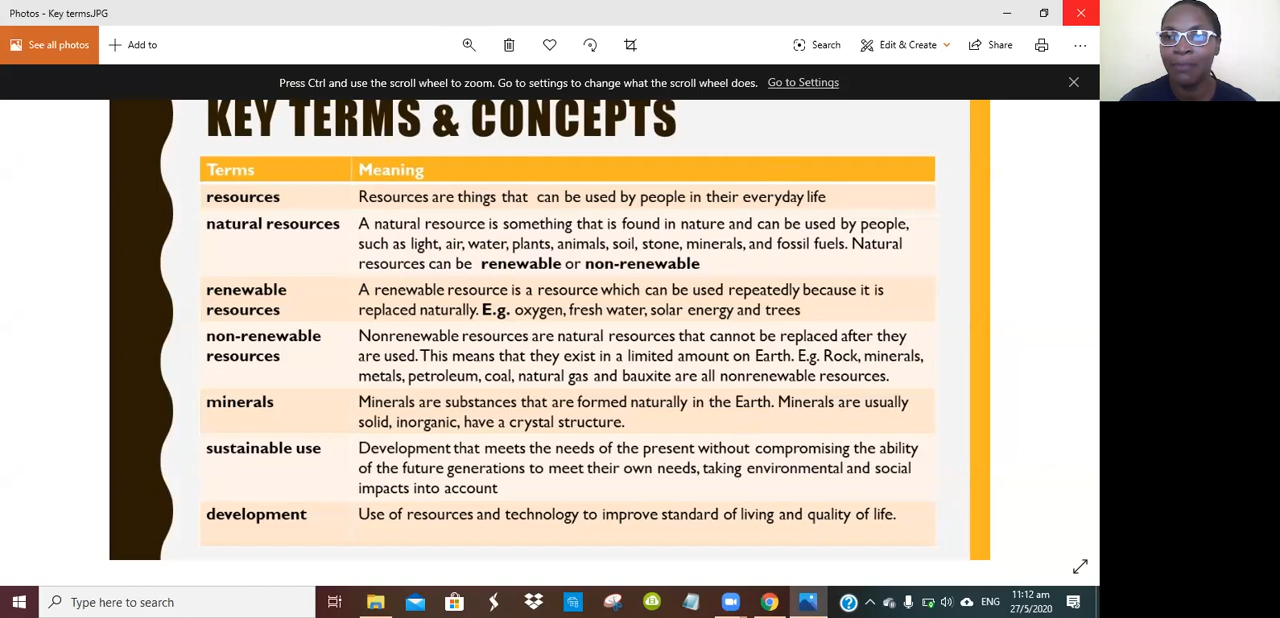 Photos - Key terms.JPG
See all photos
Add to
Search
Edit & Create
Share
Press Ctrl and use the scroll wheel to zoom. Go to settings to change what the scroll wheel does. Go to Settings
KEY TERMS & CONCEPTS
Terms Meaning
resources Resources are things that can be used by people in their everyday life
natural resources A natural resource is something that is found in nature and can be used by people,
such as light, air, water, plants, animals, soil, stone, minerals, and fossil fuels. Natural
resources can be renewable or non-renewable
renewable A renewable resource is a resource which can be used repeatedly because it is
resources replaced naturally. E.g. oxygen, fresh water, solar energy and trees
non-renewable Nonrenewable resources are natural resources that cannot be replaced after they
resources are used. This means that they exist in a limited amount on Earth. E.g. Rock, minerals,
metals, petroleum, coal, natural gas and bauxite are all nonrenewable resources.
minerals Minerals are substances that are formed naturally in the Earth. Minerals are usually
solid, inorganic, have a crystal structure.
sustainable use Development that meets the needs of the present without compromising the ability
of the future generations to meet their own needs, taking environmental and social
impacts into account
development Use of resources and technology to improve standard of living and quality of life.
Type here to search
ENG
11:12 am
27/5/2020